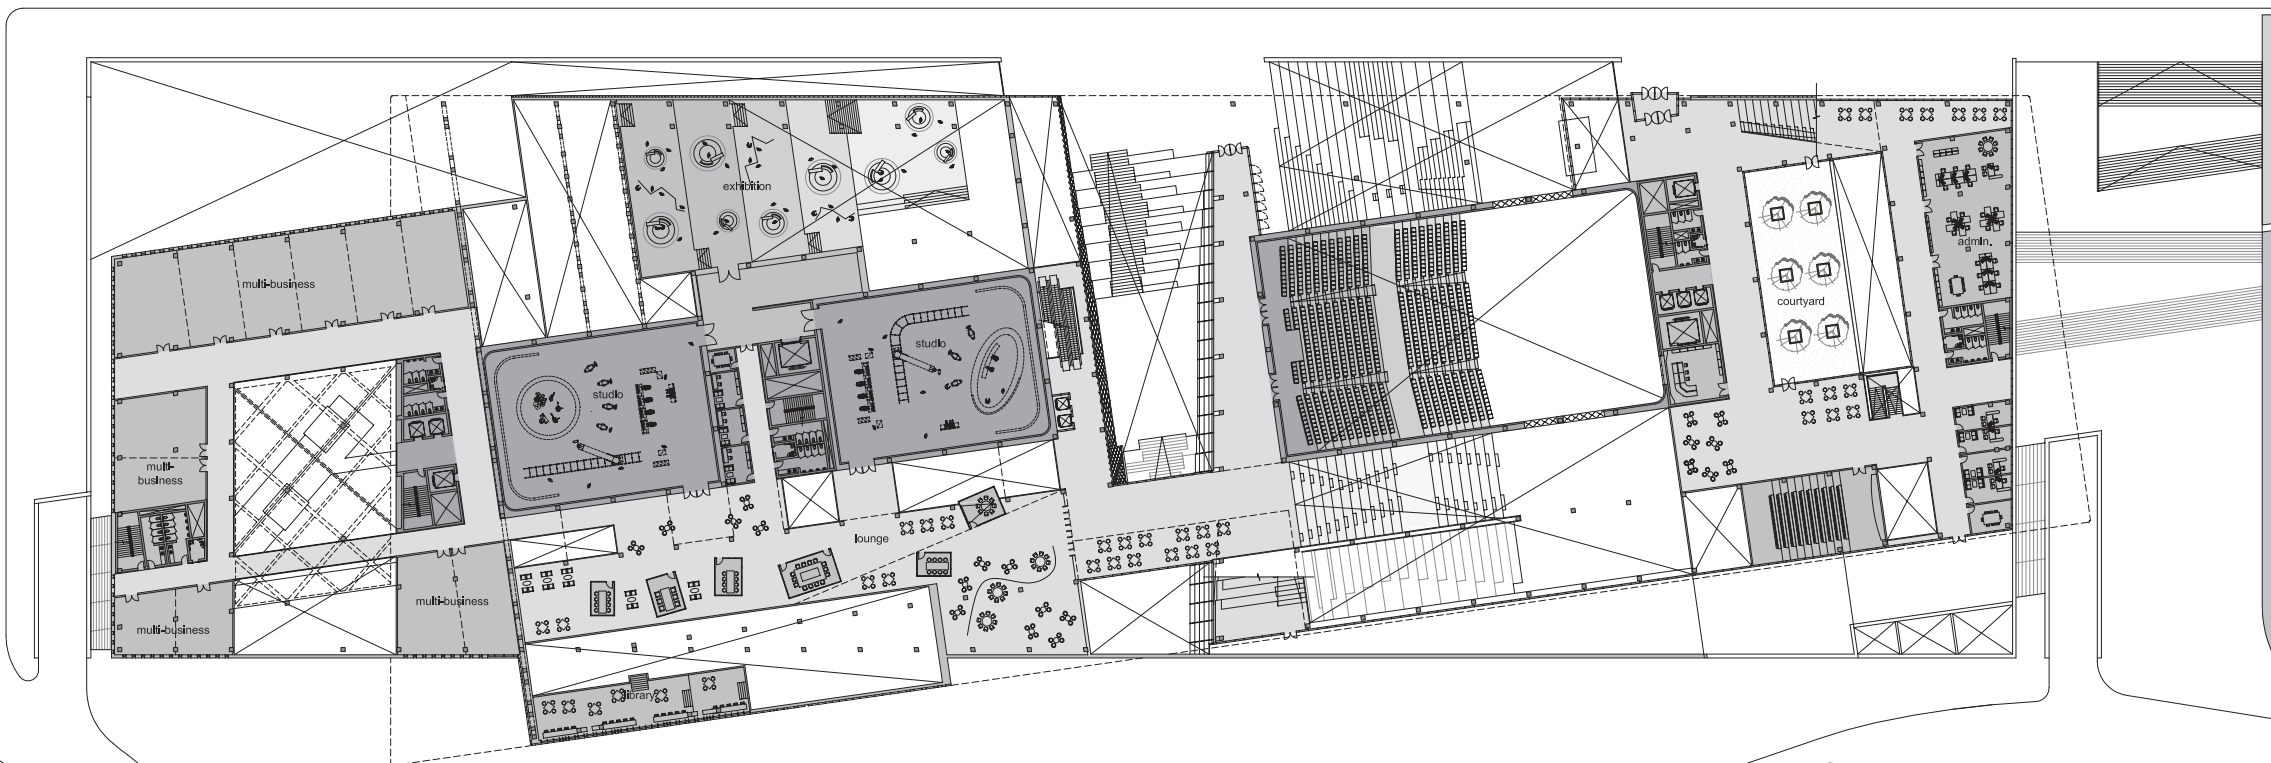 exhibition
admin.
multi-business
courtyard
studio
studio
multi-
business
lounge
multi-business
multi-business
library